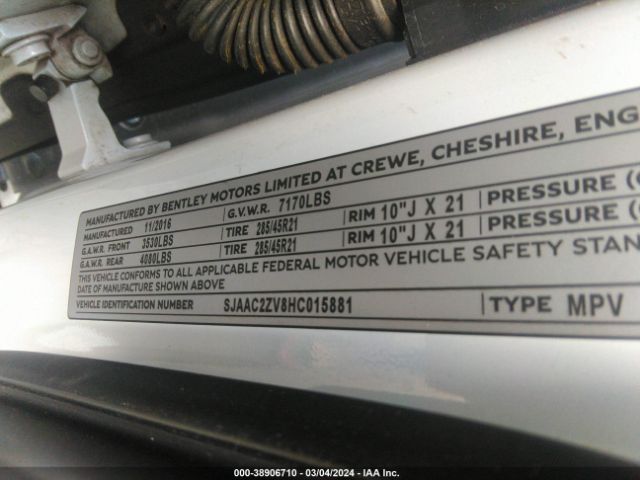 MANUFACTURED BY BENTLEY MOTORS LIMITED AT CREWE, CHESHIRE, ENG
MANUFACTURED 11/2016 G.V.W.R. 7170LBS
G.A.W.R. FRONT 3530LBS TIRE 285/45R21 RIM 10"J X 21 PRESSURE (
G.A.W.R. REAR 4080LBS TIRE 285/45R21 RIM 10"J X 21 PRESSURE (
THIS VEHICLE CONFORMS TO ALL APPLICABLE FEDERAL MOTOR VEHICLE SAFETY STAN
DATE OF MANUFACTURE SHOWN ABOVE
VEHICLE IDENTIFICATION NUMBER SJAAC2ZV8HC015881 TYPE MPV
000-38906710 - 03/04/2024 - IAA Inc.